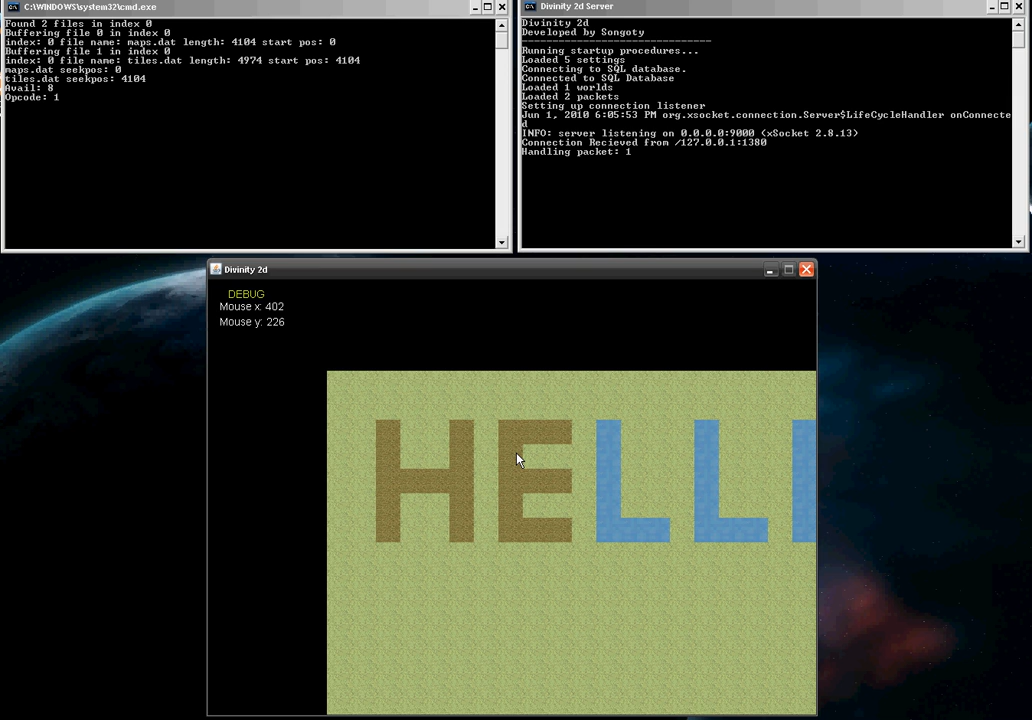 C:\WINDOWS\system32\cmd.exe
Found 2 files in index 0
Buffering file 0 in index 0
index: 0 file name: maps.dat length: 4104 start pos: 0
Buffering file 1 in index 0
index: 0 file name: tiles.dat length: 4974 start pos: 4104
maps.dat seekpos: 0
tiles.dat seekpos: 4104
Avail: 8
Opcode: 1
Divinity 2d Server
Divinity 2d
Developed by Songoty
-------------------------------
Running startup procedures...
Loaded 5 settings
Connecting to SQL database.
Connected to SQL Database
Loaded 1 worlds
Loaded 2 packets
Setting up connection listener
Jun 1, 2010 6:05:53 PM org.xsocket.connection.Server$LifeCycleHandler onConnecte
d
INFO: server listening on 0.0.0.0:9000 (xSocket 2.8.13)
Connection Recieved from /127.0.0.1:1380
Handling packet: 1
Divinity 2d
DEBUG
Mouse x: 402
Mouse y: 226
HELL